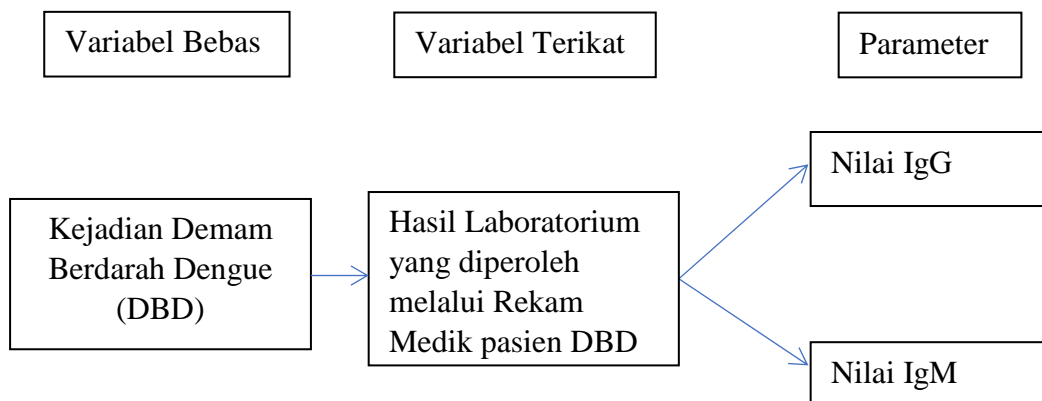 Variabel Bebas
Variabel Terikat
Parameter
Kejadian Demam
Berdarah Dengue
(DBD)
Hasil Laboratorium
yang diperoleh
melalui Rekam
Medik pasien DBD
Nilai IgG
Nilai IgM